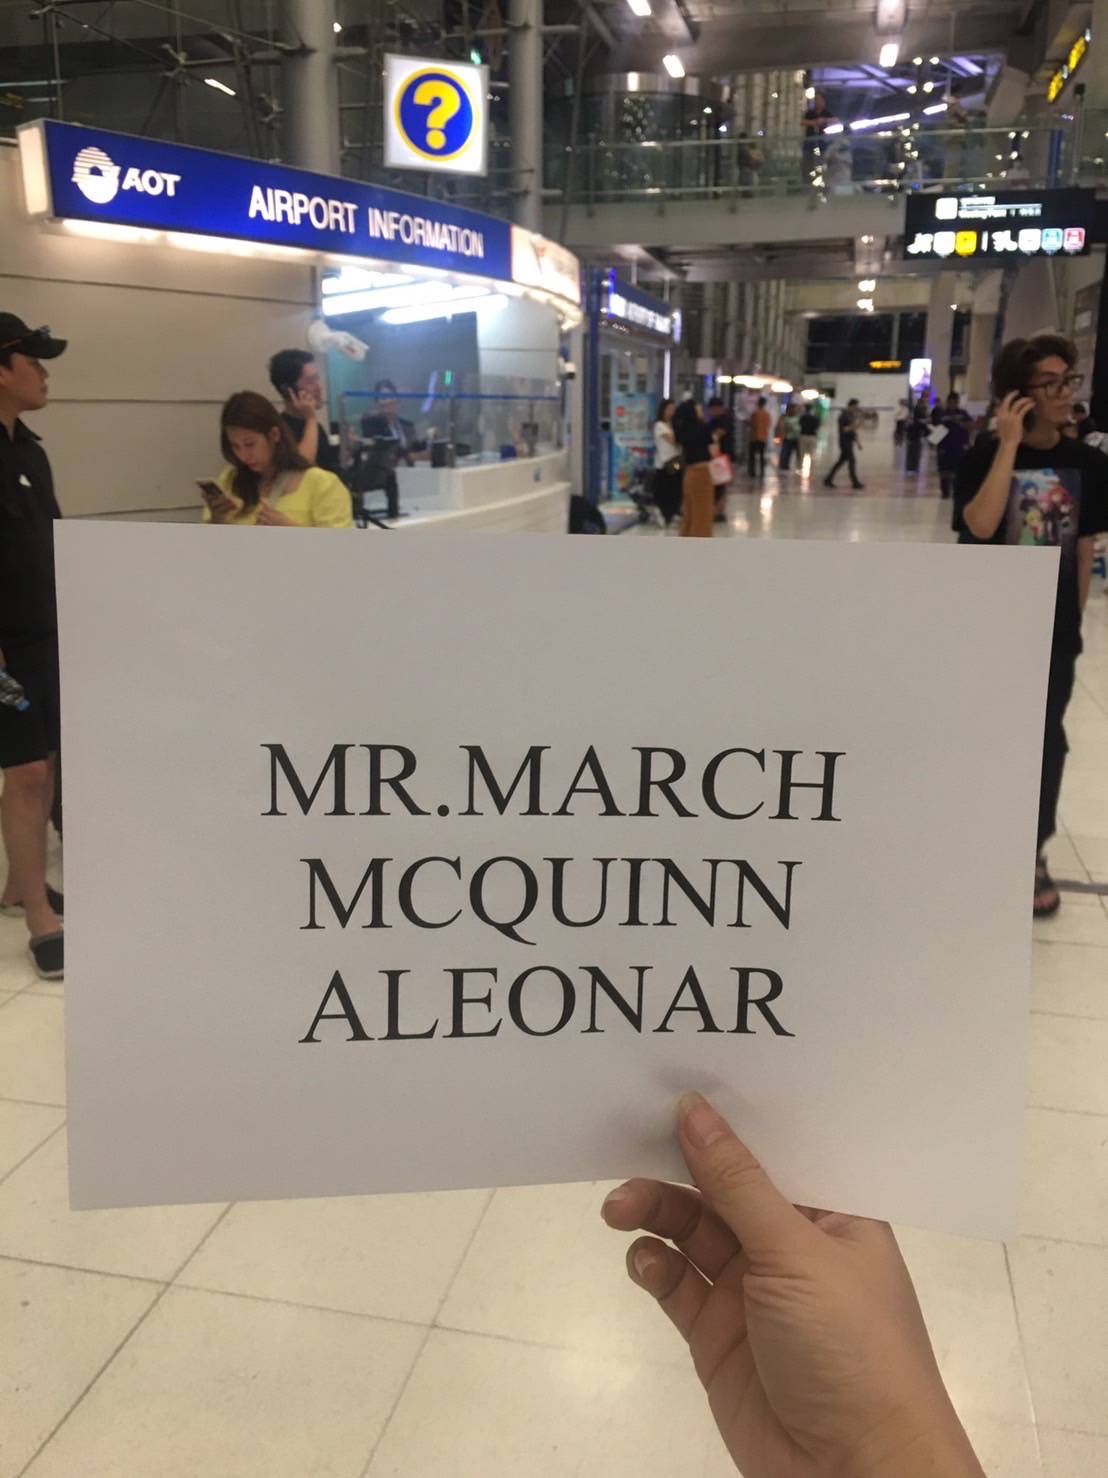 ?
AOT
AIRPORT INFORMATION
MR.MARCH
MCQUINN
ALEONAR